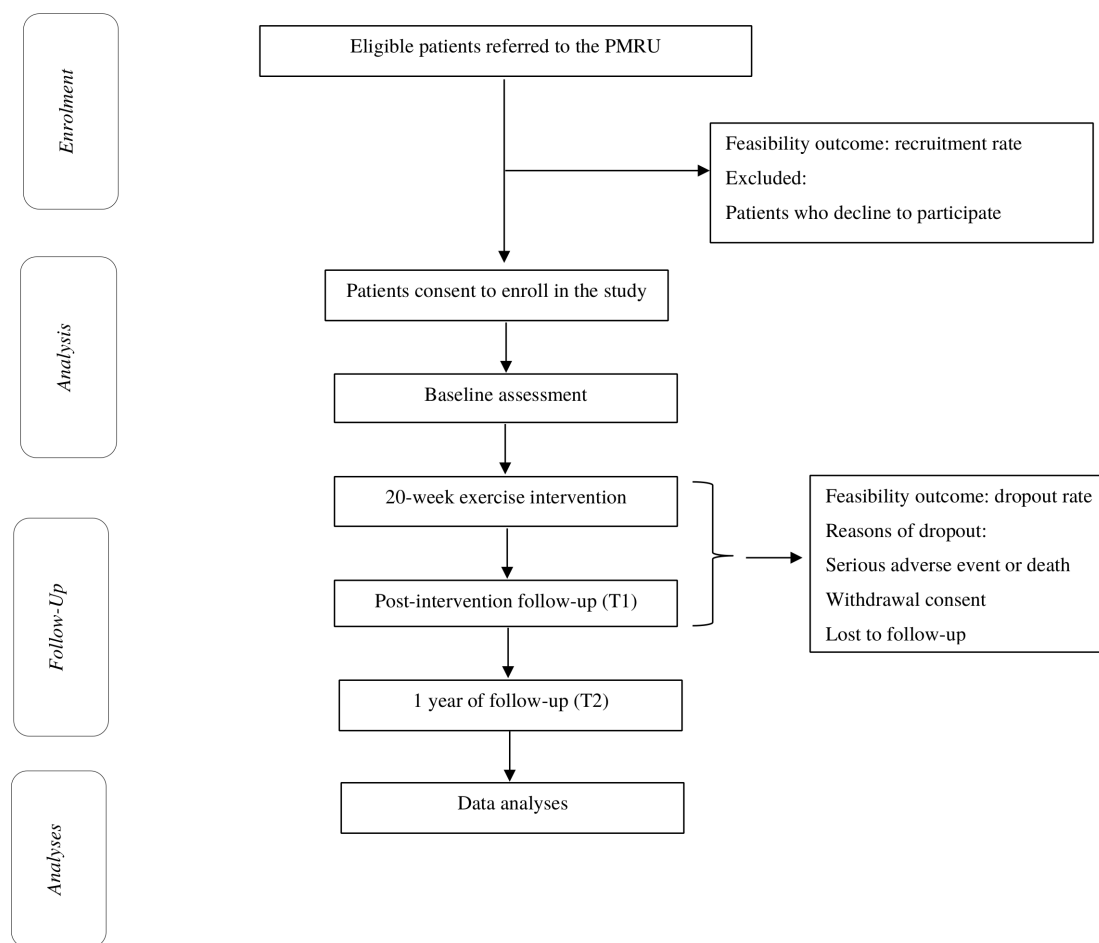 Enrolment
Eligible patients referred to the PMRU
Feasibility outcome: recruitment rate
Excluded:
Patients who decline to participate
Analysis
Patients consent to enroll in the study
Baseline assessment
20-week exercise intervention
Feasibility outcome: dropout rate
Reasons of dropout:
Serious adverse event or death
Withdrawal consent
Lost to follow-up
Follow-Up
Post-intervention follow-up (T1)
1 year of follow-up (T2)
Analyses
Data analyses